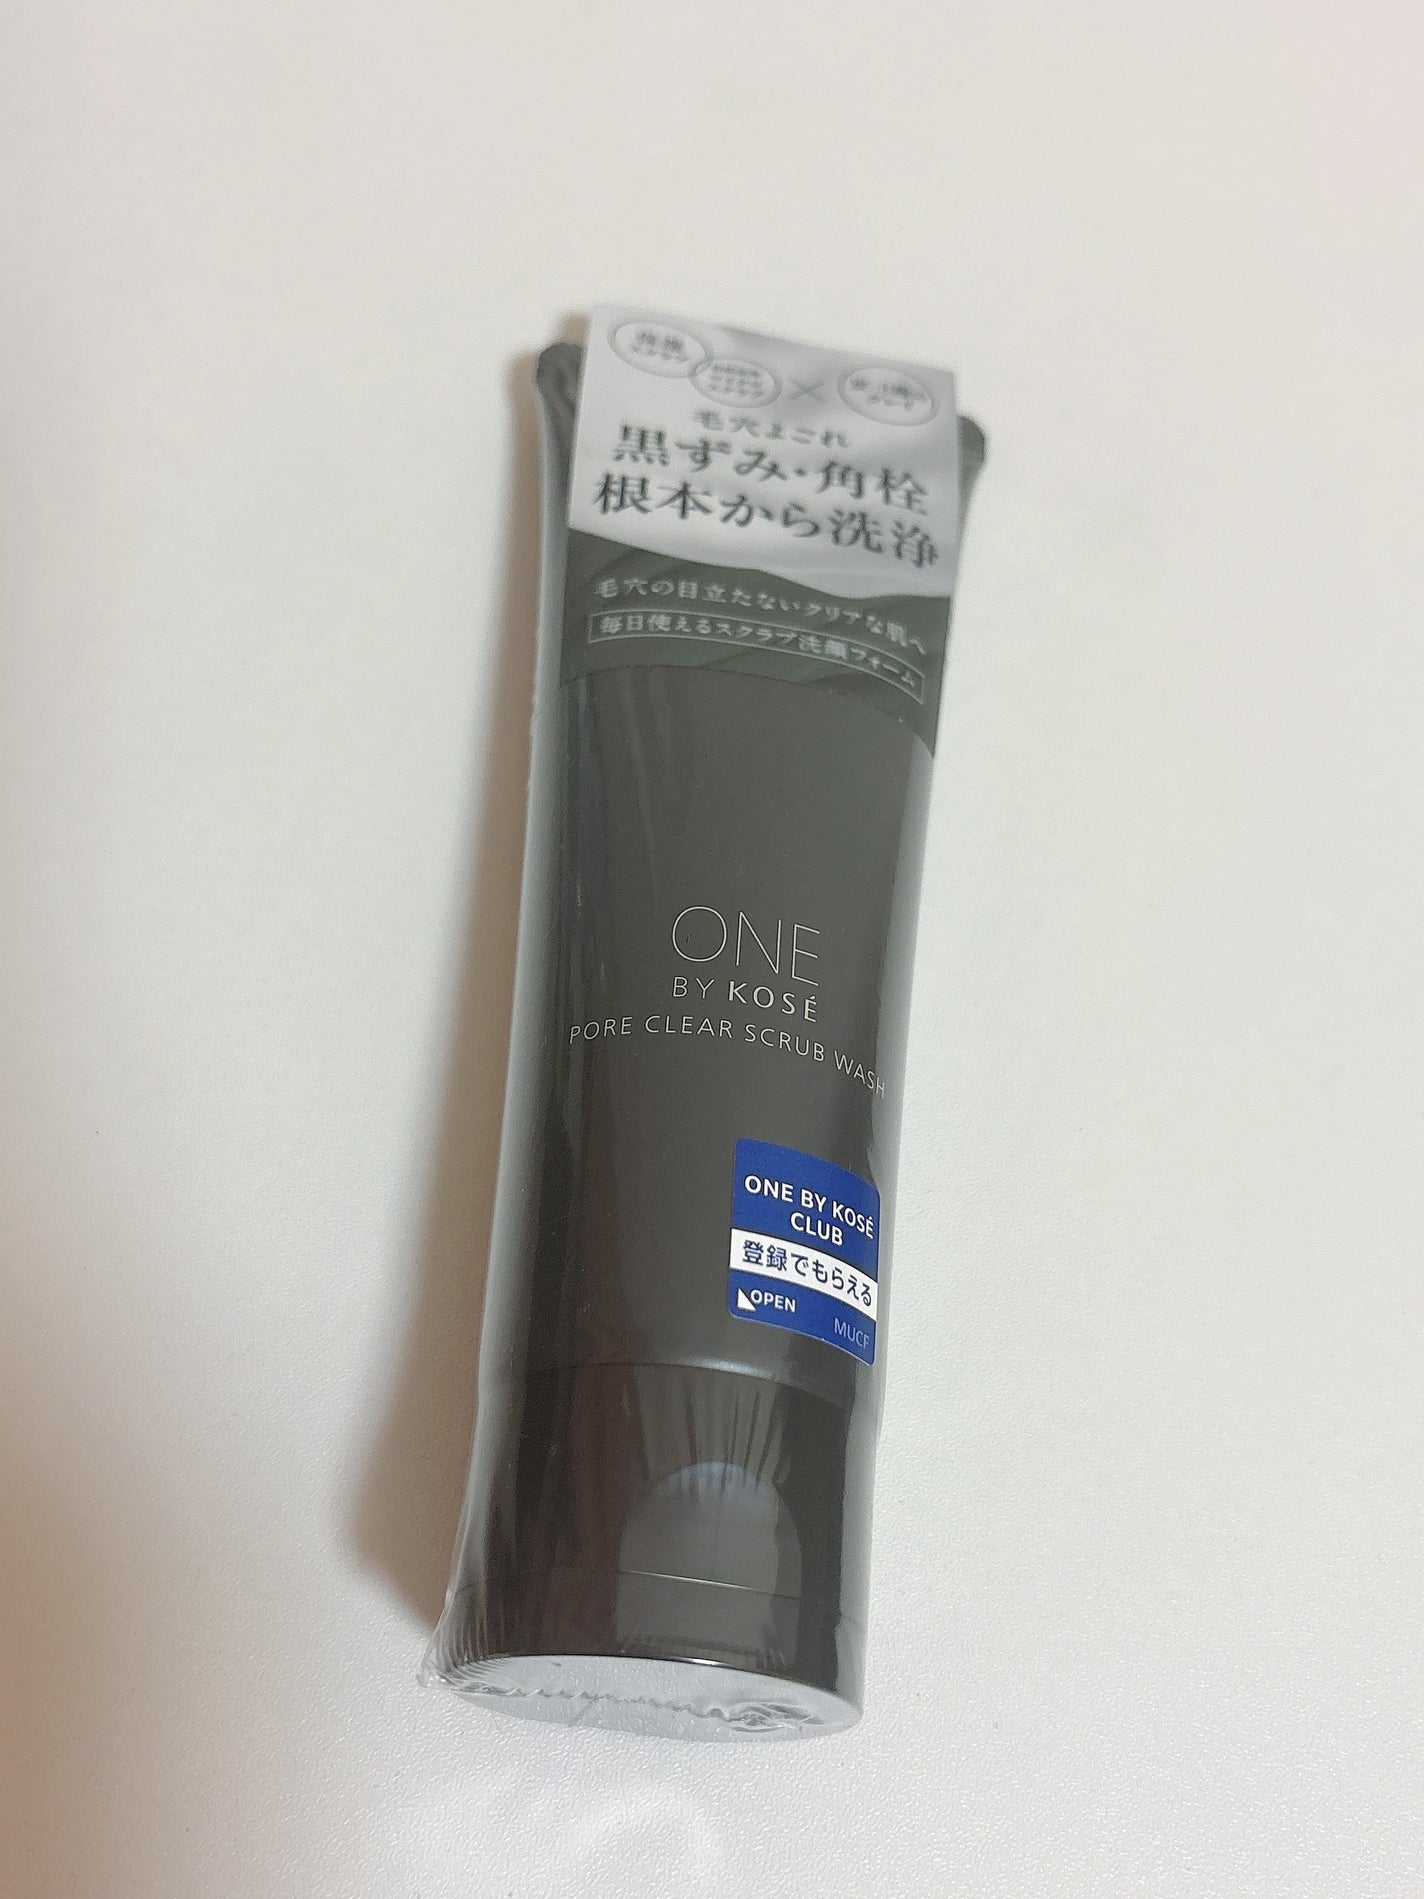 毛穴よごれ
黒ずみ・角栓
根本から洗浄
毛穴の目立たないクリアな肌へ
毎日使えるスクラブ洗顔フォーム
ONE
BY KOSÉ
PORE CLEAR SCRUB WASH
ONE BY KOSÉ
CLUB
登録でもらえる
OPEN
MUCF